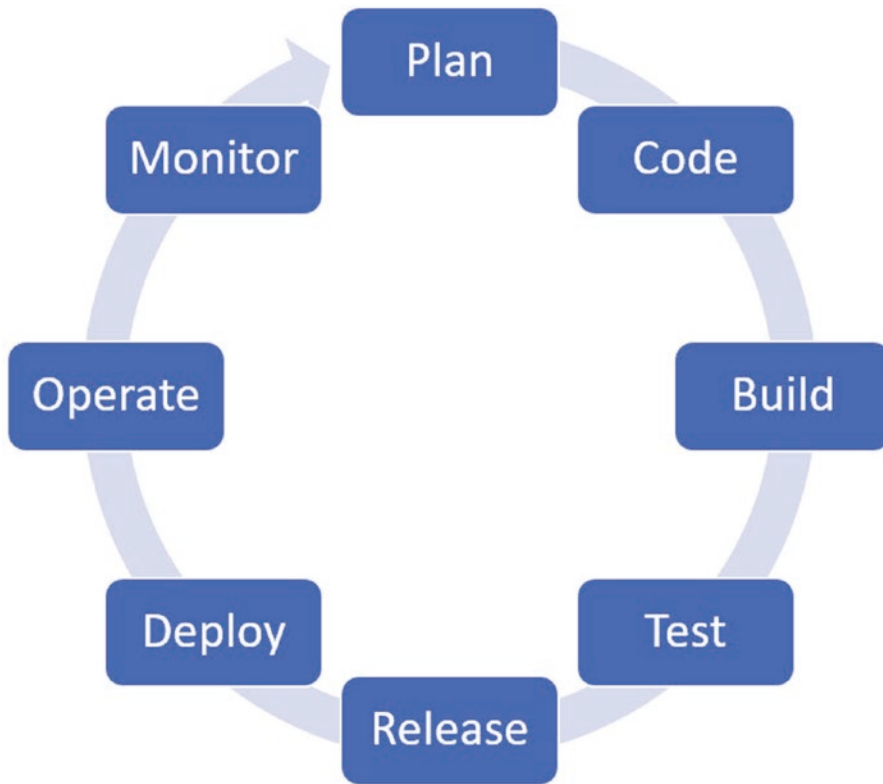 Plan
Code
Build
Test
Release
Deploy
Operate
Monitor